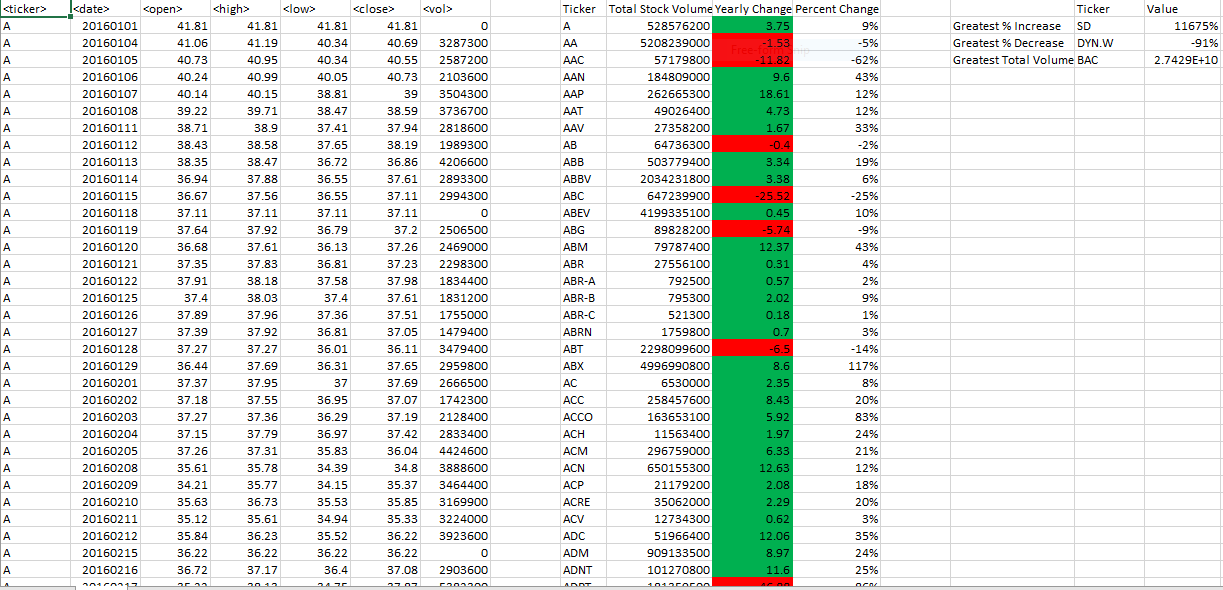 <ticker> <date> <open> <high> <low> <close> <vol> Ticker Total Stock Volume Yearly Change Percent Change Ticker Value
A 20160101 41.81 41.81 41.81 41.81 0 A 528576200 3.75 9% Greatest % Increase SD 11675%
A 20160104 41.06 41.19 40.34 40.69 3287300 AA 5208239000 -1.53 -5% Greatest % Decrease DYN.W -91%
A 20160105 40.73 40.95 40.34 40.55 2587200 AAC 57179800 -11.82 -62% Greatest Total Volume BAC 2.7429E+10
A 20160106 40.24 40.99 40.05 40.73 2103600 AAN 184809000 9.6 43%
A 20160107 40.14 40.15 38.81 39 3504300 AAP 262665300 18.61 12%
A 20160108 39.22 39.71 38.47 38.59 3736700 AAT 49026400 4.73 12%
A 20160111 38.71 38.9 37.41 37.94 2818600 AAV 27358200 1.67 33%
A 20160112 38.43 38.58 37.65 38.19 1989300 AB 64736300 -0.4 -2%
A 20160113 38.35 38.47 36.72 36.86 4206600 ABB 503779400 3.34 19%
A 20160114 36.94 37.88 36.55 37.61 2893300 ABBV 2034231800 3.38 6%
A 20160115 36.67 37.56 36.55 37.11 2994300 ABC 647239900 -25.52 -25%
A 20160118 37.11 37.11 37.11 37.11 0 ABEV 4199335100 0.45 10%
A 20160119 37.64 37.92 36.79 37.2 2506500 ABG 89828200 -5.74 -9%
A 20160120 36.68 37.61 36.13 37.26 2469000 ABM 79787400 12.37 43%
A 20160121 37.35 37.83 36.81 37.23 2298300 ABR 27556100 0.31 4%
A 20160122 37.91 38.18 37.58 37.98 1834400 ABR-A 792500 0.57 2%
A 20160125 37.4 38.03 37.4 37.61 1831200 ABR-B 795300 2.02 9%
A 20160126 37.89 37.96 37.36 37.51 1755000 ABR-C 521300 0.18 1%
A 20160127 37.39 37.92 36.81 37.05 1479400 ABRN 1759800 0.7 3%
A 20160128 37.27 37.27 36.01 36.11 3479400 ABT 2298099600 -6.5 -14%
A 20160129 36.44 37.69 36.31 37.65 2959800 ABX 4996990800 8.6 117%
A 20160201 37.37 37.95 37 37.69 2666500 AC 6530000 2.35 8%
A 20160202 37.18 37.55 36.95 37.07 1742300 ACC 258457600 8.43 20%
A 20160203 37.27 37.36 36.29 37.19 2128400 ACCO 163653100 5.92 83%
A 20160204 37.15 37.79 36.97 37.42 2833400 ACH 11563400 1.97 24%
A 20160205 37.26 37.31 35.83 36.04 4424600 ACM 296759000 6.33 21%
A 20160208 35.61 35.78 34.39 34.8 3888600 ACN 650155300 12.63 12%
A 20160209 34.21 35.77 34.15 35.37 3464400 ACP 21179200 2.08 18%
A 20160210 35.63 36.73 35.53 35.85 3169900 ACRE 35062000 2.29 20%
A 20160211 35.12 35.61 34.94 35.33 3224000 ACV 12734300 0.62 3%
A 20160212 35.84 36.23 35.52 36.22 3923600 ADC 51966400 12.06 35%
A 20160215 36.22 36.22 36.22 36.22 0 ADM 909133500 8.97 24%
A 20160216 36.72 37.17 36.4 37.08 2903600 ADNT 101270800 11.6 25%